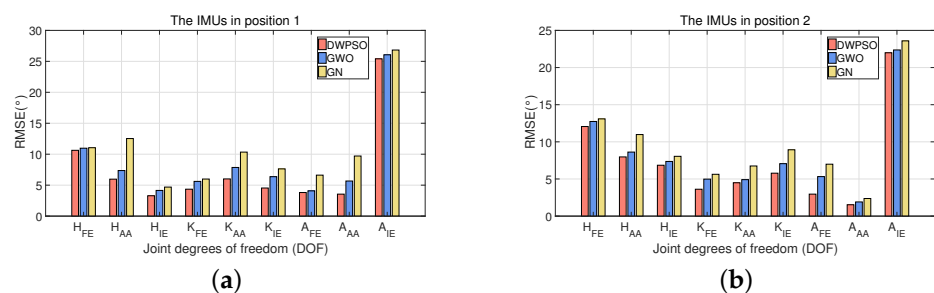 The IMUs in position 1
30
25
20
15
10
5
0
RMSE(°)
DWPSO
GWO
GN
H_FE H_AA H_IE K_FE K_AA K_IE A_FE A_AA A_IE
Joint degrees of freedom (DOF)
(a)
The IMUs in position 2
25
20
15
10
5
0
RMSE(°)
DWPSO
GWO
GN
H_FE H_AA H_IE K_FE K_AA K_IE A_FE A_AA A_IE
Joint degrees of freedom (DOF)
(b)